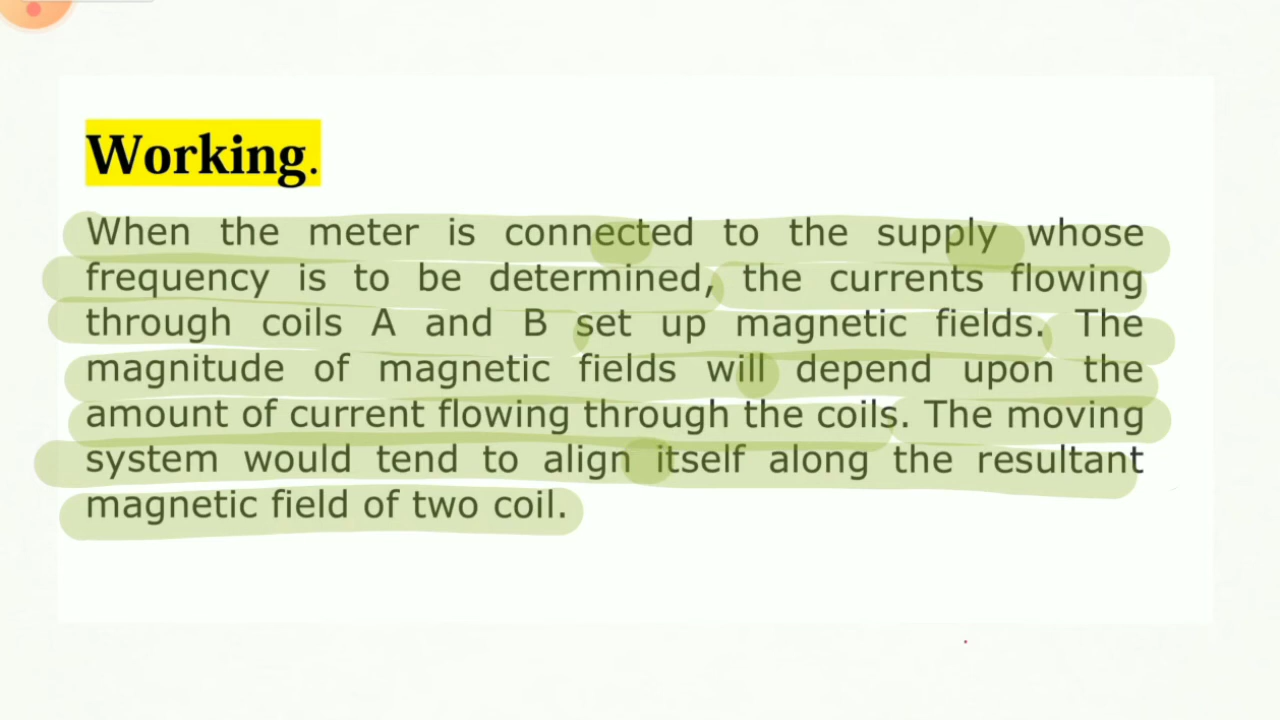 Working.
When the meter is connected to the supply whose
frequency is to be determined, the currents flowing
through coils A and B set up magnetic fields. The
magnitude of magnetic fields will depend upon the
amount of current flowing through the coils. The moving
system would tend to align itself along the resultant
magnetic field of two coil.